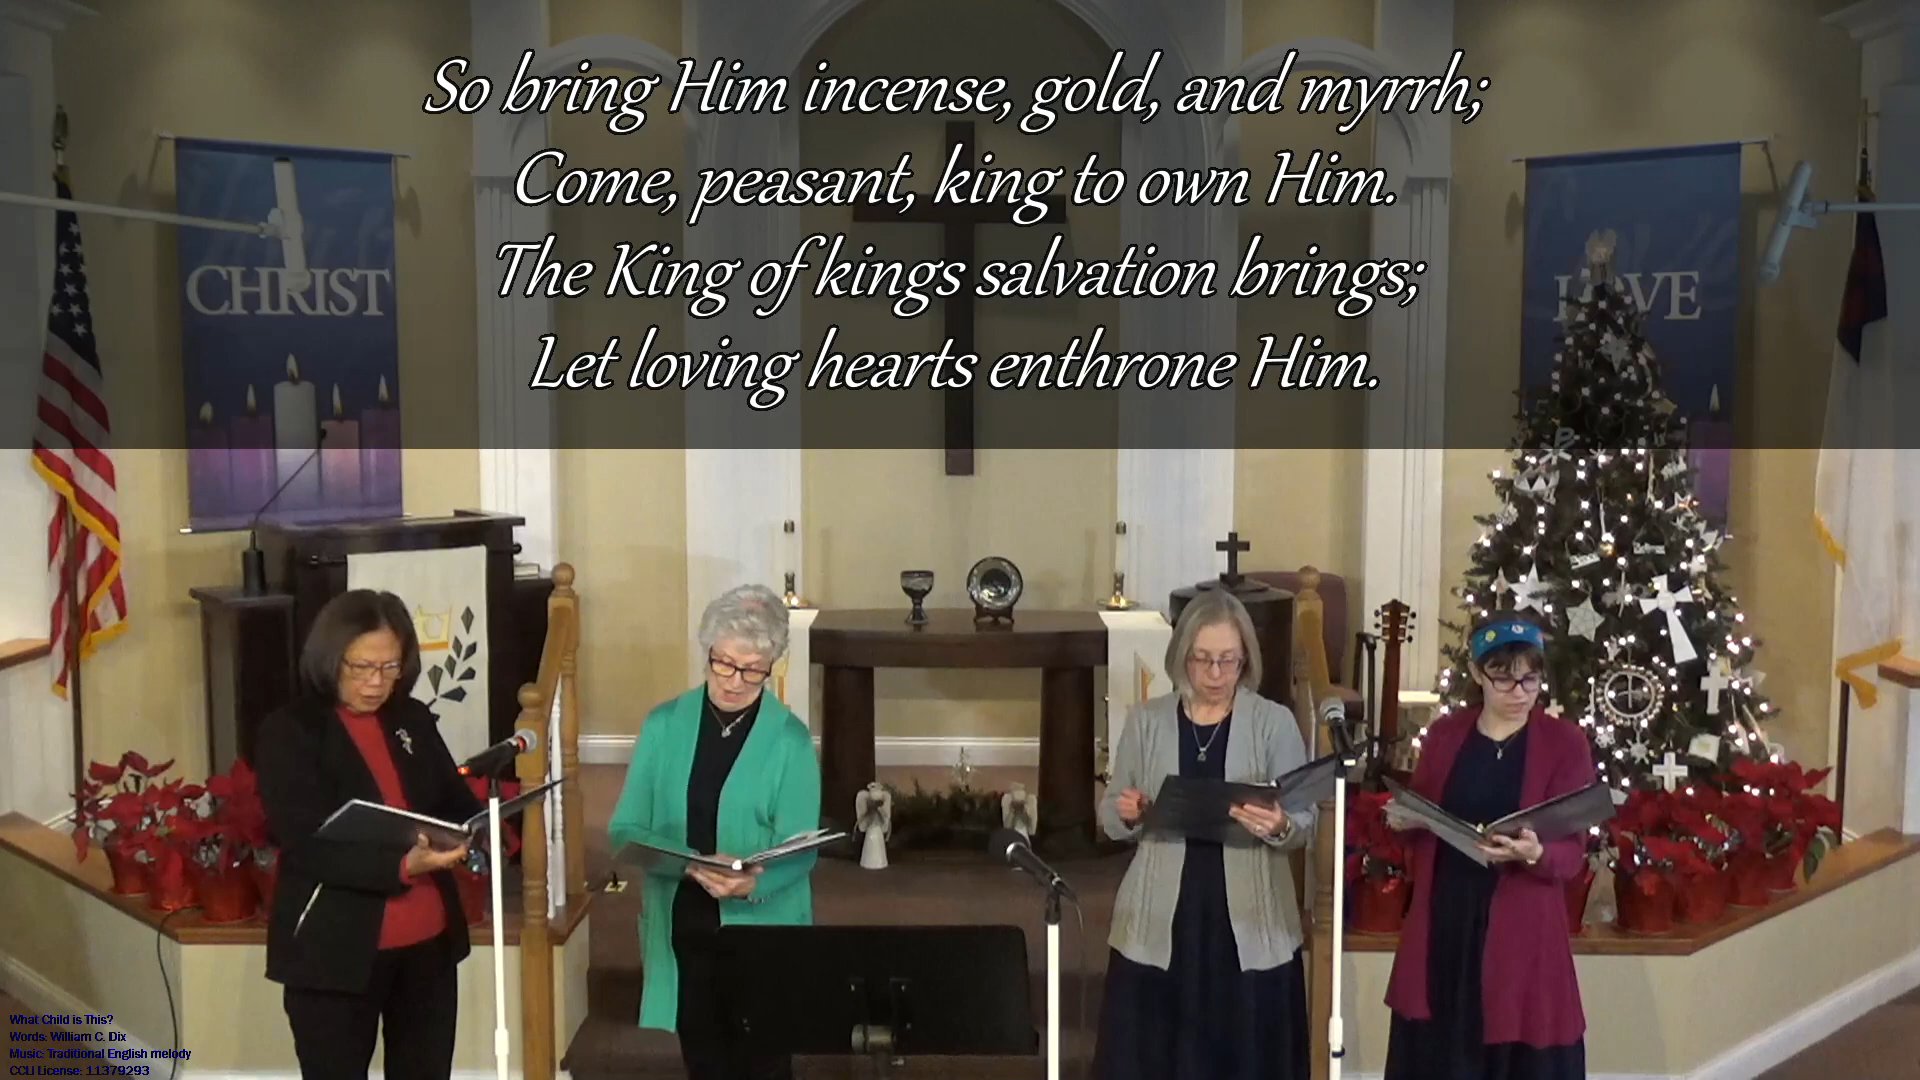 So bring Him incense, gold, and myrrh;
Come, peasant, king to own Him.
The King of kings salvation brings;
Let loving hearts enthrone Him.
CHRIST
LOVE
What Child is This?
Words: William C. Dix
Music: Traditional English melody
CCLI License: 11379293